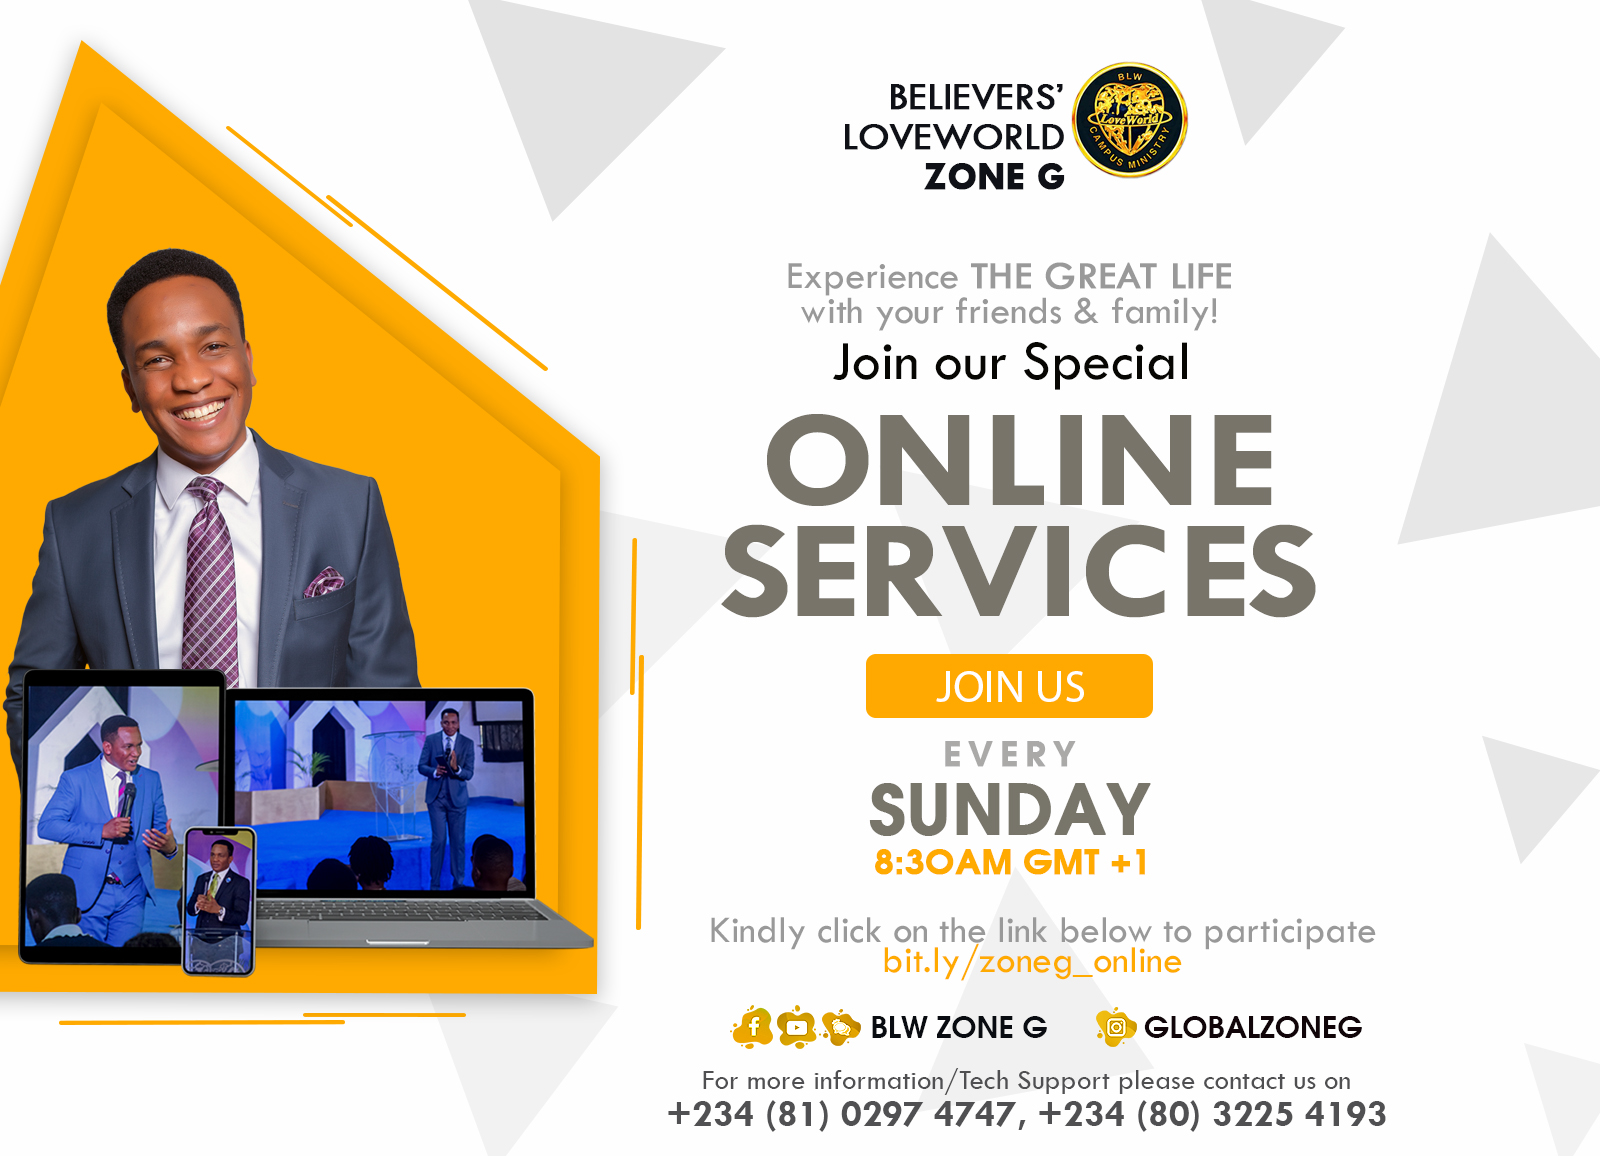 BELIEVERS'
LOVEWORLD
ZONE G
BLW
LoveWorld
CAMPUS MINISTRY
Experience THE GREAT LIFE
with your friends & family!
Join our Special
ONLINE
SERVICES
JOIN US
EVERY
SUNDAY
8:30AM GMT +1
Kindly click on the link below to participate
bit.ly/zoneg_online
BLW ZONE G GLOBALZONEG
For more information/Tech Support please contact us on
+234 (81) 0297 4747, +234 (80) 3225 4193